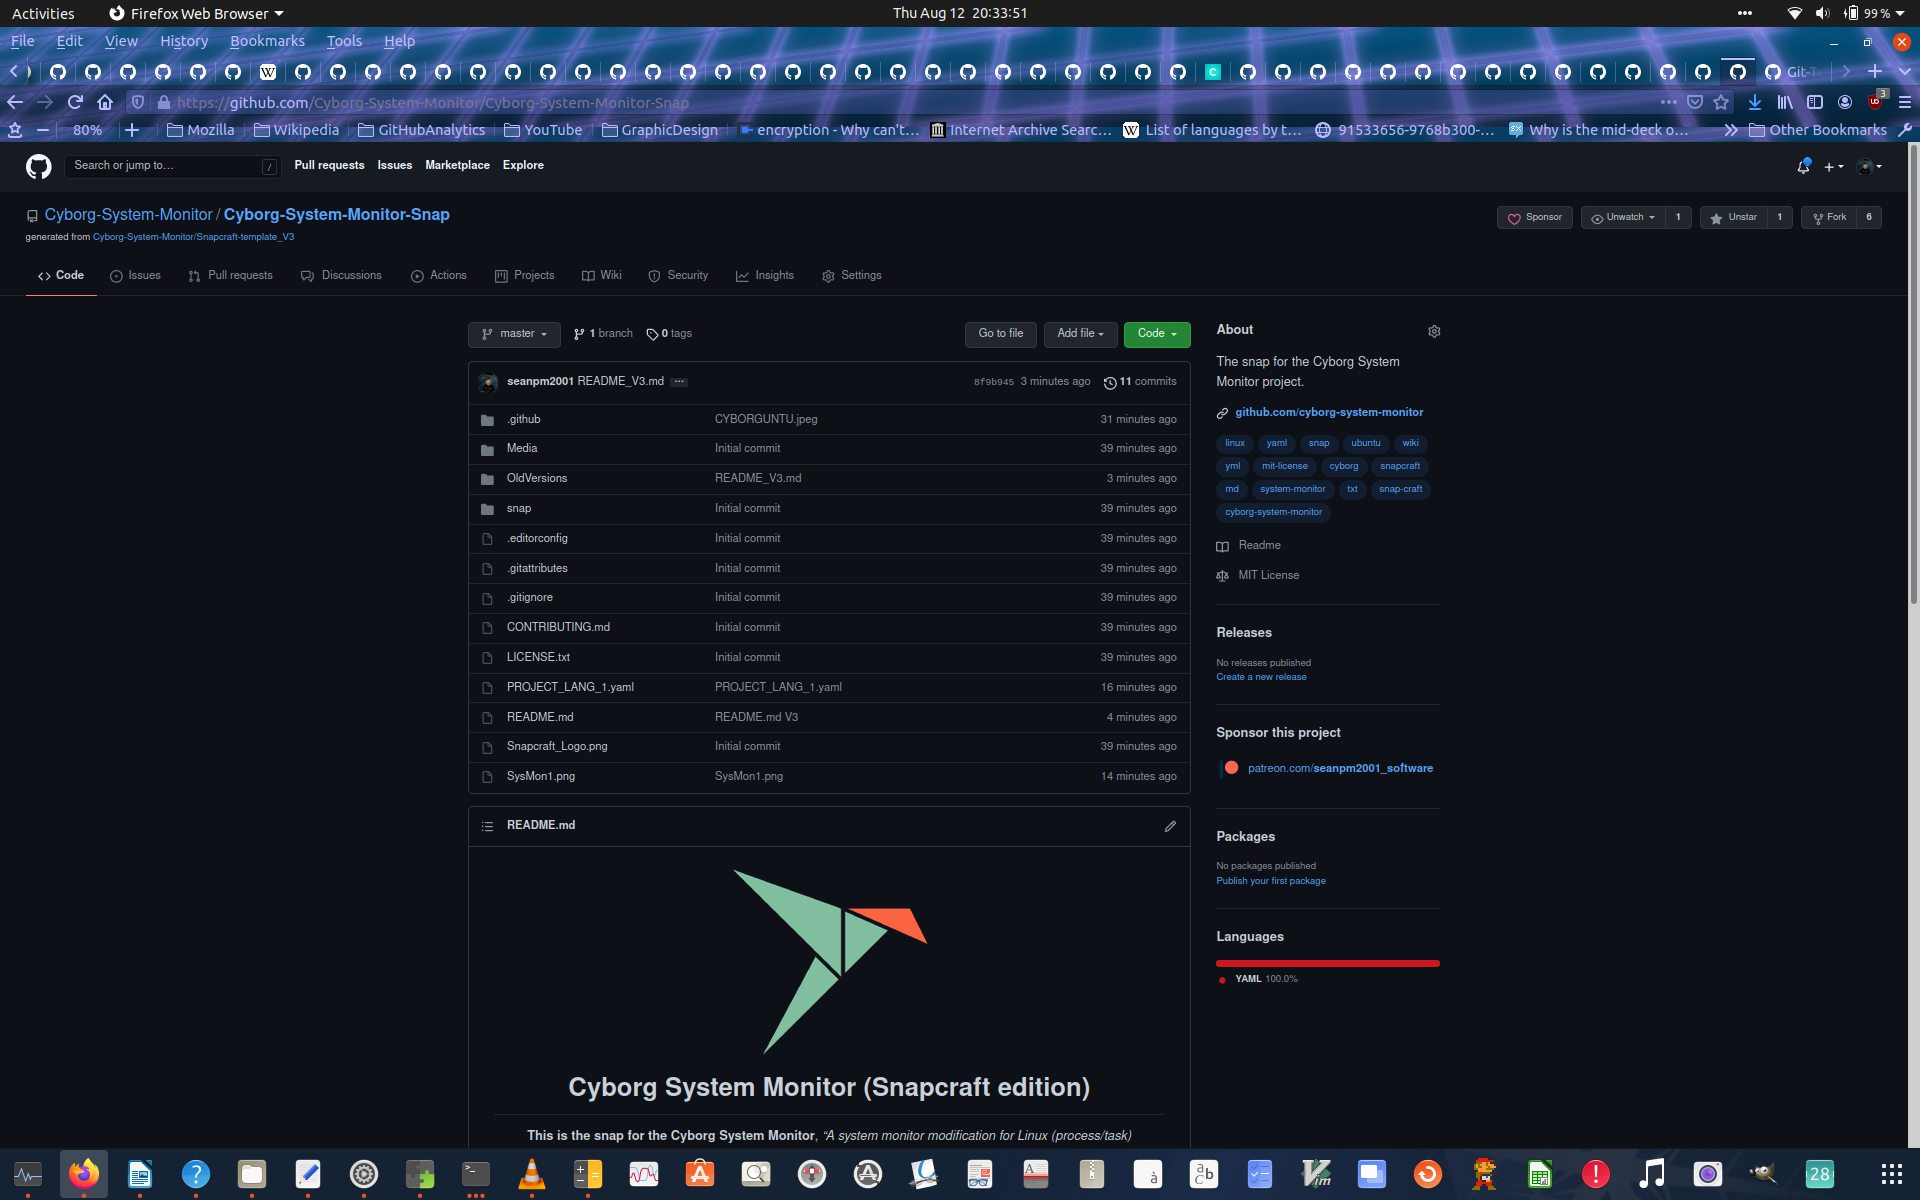 Activities Firefox Web Browser Thu Aug 12 20:33:51 99 %
File Edit View History Bookmarks Tools Help
Git-T
https://github.com/Cyborg-System-Monitor/Cyborg-System-Monitor-Snap 3
80% Mozilla Wikipedia GitHubAnalytics YouTube GraphicDesign encryption - Why can't... Internet Archive Searc... List of languages by t... 91533656-9768b300-... Why is the mid-deck o... Other Bookmarks
Search or jump to... / Pull requests Issues Marketplace Explore
Cyborg-System-Monitor / Cyborg-System-Monitor-Snap Sponsor Unwatch 1 Unstar 1 Fork 6
generated from Cyborg-System-Monitor/Snapcraft-template_V3
Code Issues Pull requests Discussions Actions Projects Wiki Security Insights Settings
master 1 branch 0 tags Go to file Add file Code
seanpm2001 README_V3.md ... 8f9b945 3 minutes ago 11 commits
.github CYBORGUNTU.jpeg 31 minutes ago
Media Initial commit 39 minutes ago
OldVersions README_V3.md 3 minutes ago
snap Initial commit 39 minutes ago
.editorconfig Initial commit 39 minutes ago
.gitattributes Initial commit 39 minutes ago
.gitignore Initial commit 39 minutes ago
CONTRIBUTING.md Initial commit 39 minutes ago
LICENSE.txt Initial commit 39 minutes ago
PROJECT_LANG_1.yaml PROJECT_LANG_1.yaml 16 minutes ago
README.md README.md V3 4 minutes ago
Snapcraft_Logo.png Initial commit 39 minutes ago
SysMon1.png SysMon1.png 14 minutes ago
README.md
Cyborg System Monitor (Snapcraft edition)
This is the snap for the Cyborg System Monitor, “A system monitor modification for Linux (process/task)
About
The snap for the Cyborg System
Monitor project.
github.com/cyborg-system-monitor
linux yaml snap ubuntu wiki
yml mit-license cyborg snapcraft
md system-monitor txt snap-craft
cyborg-system-monitor
Readme
MIT License
Releases
No releases published
Create a new release
Sponsor this project
patreon.com/seanpm2001_software
Packages
No packages published
Publish your first package
Languages
YAML 100.0%
28